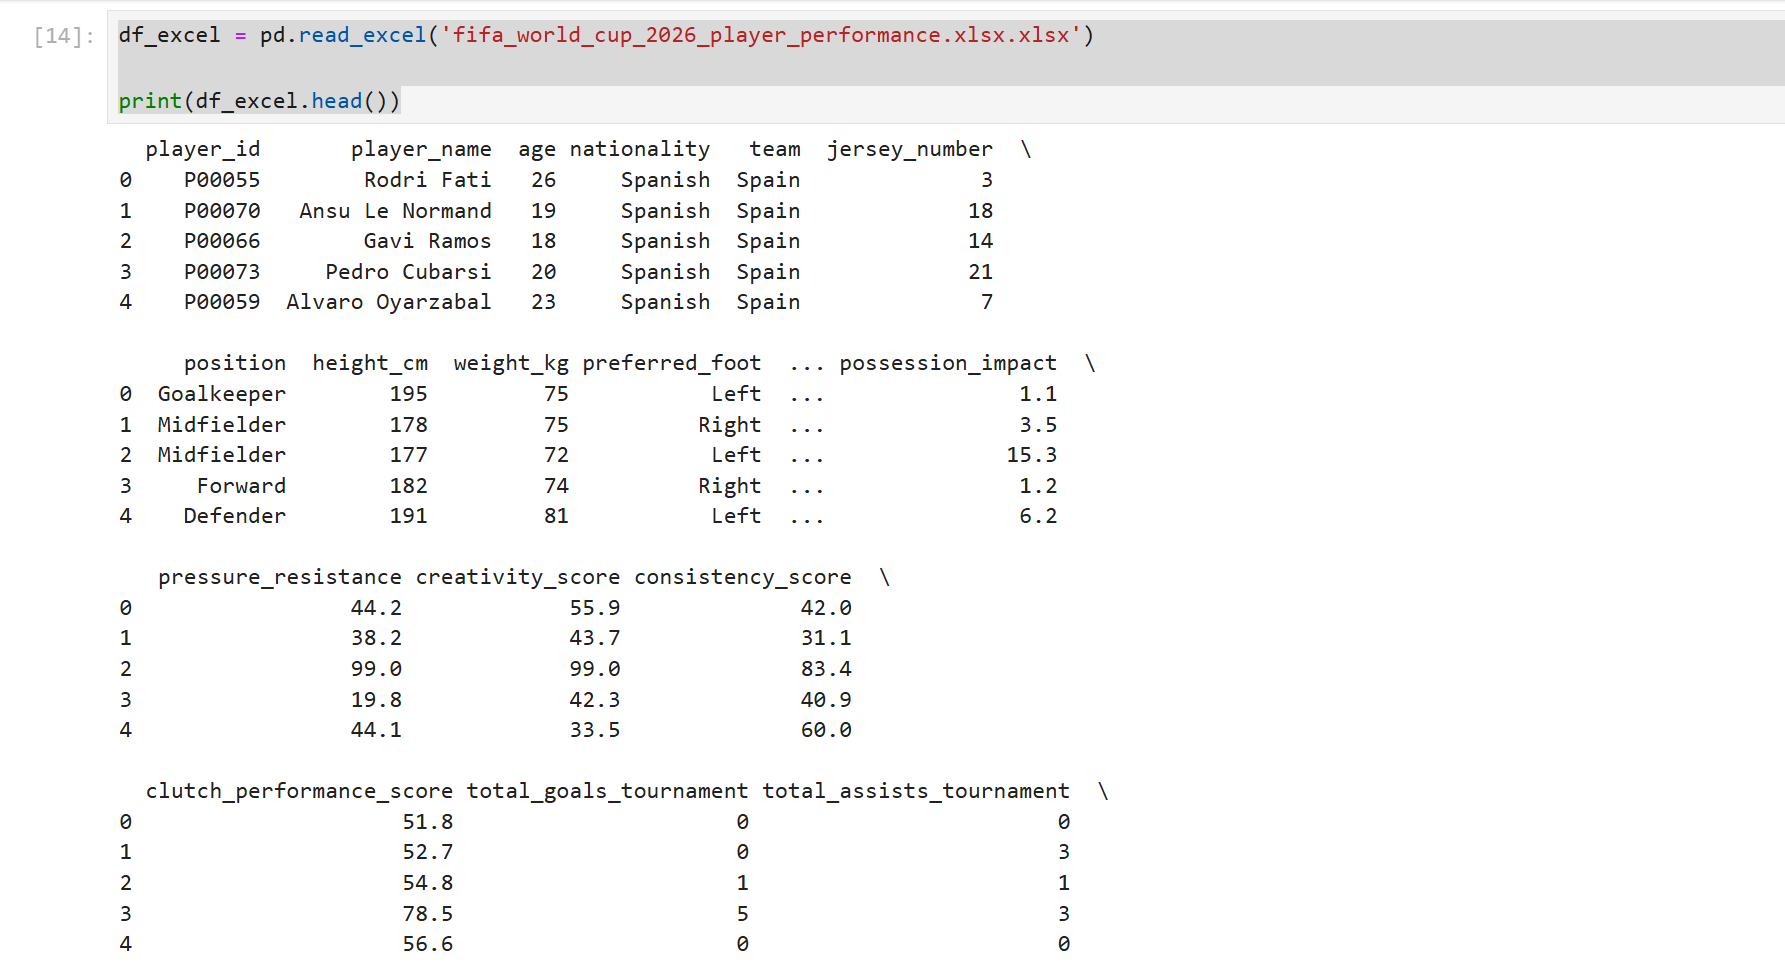 [14]: df_excel = pd.read_excel('fifa_world_cup_2026_player_performance.xlsx.xlsx')
print(df_excel.head())
player_id player_name age nationality team jersey_number \
0 P00055 Rodri Fati 26 Spanish Spain 3
1 P00070 Ansu Le Normand 19 Spanish Spain 18
2 P00066 Gavi Ramos 18 Spanish Spain 14
3 P00073 Pedro Cubarsi 20 Spanish Spain 21
4 P00059 Alvaro Oyarzabal 23 Spanish Spain 7
position height_cm weight_kg preferred_foot ... possession_impact \
0 Goalkeeper 195 75 Left ... 1.1
1 Midfielder 178 75 Right ... 3.5
2 Midfielder 177 72 Left ... 15.3
3 Forward 182 74 Right ... 1.2
4 Defender 191 81 Left ... 6.2
pressure_resistance creativity_score consistency_score \
0 44.2 55.9 42.0
1 38.2 43.7 31.1
2 99.0 99.0 83.4
3 19.8 42.3 40.9
4 44.1 33.5 60.0
clutch_performance_score total_goals_tournament total_assists_tournament \
0 51.8 0 0
1 52.7 0 3
2 54.8 1 1
3 78.5 5 3
4 56.6 0 0